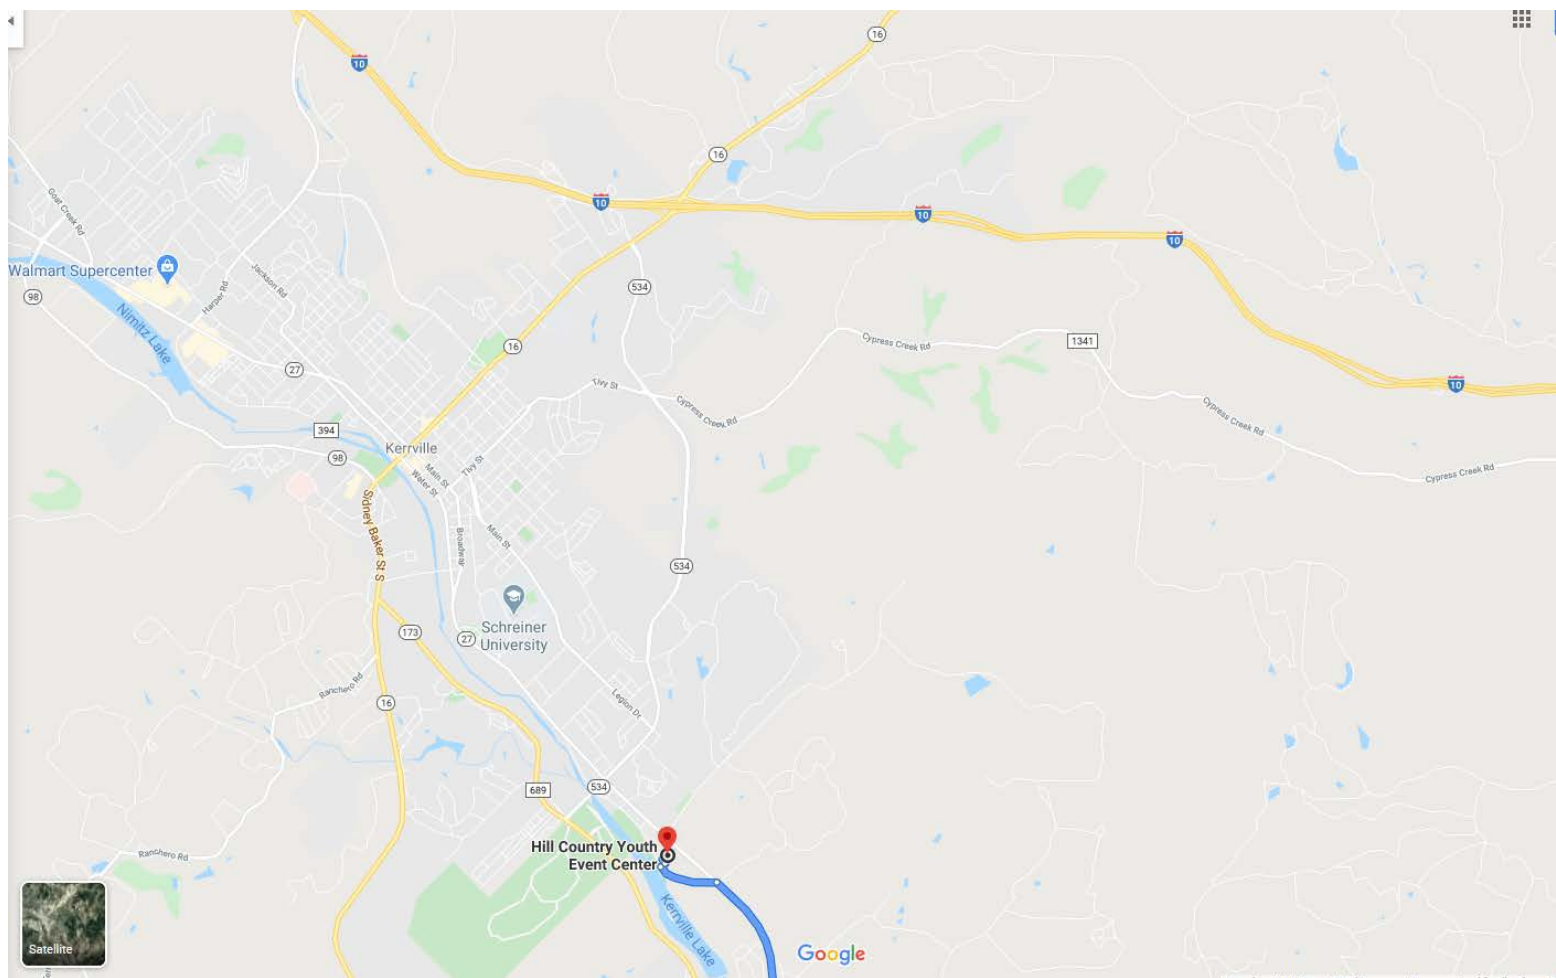 16
10
16
10
10
10
Goat Creek Rd
Walmart Supercenter
98
Jackson Rd
Harper Rd
Nimitz Lake
534
16
Cypress Creek Rd
1341
27
Tivy St
10
Cypress Creek Rd
Cypress Creek Rd
394
Kerrville
98
Main St
Water St
Tivy St
Cypress Creek Rd
Sidney Baker St S
Broadway
Main St
534
Schreiner
University
173
27
Ranchero Rd
16
Legion Dr
689
534
Hill Country Youth
Event Center
Ranchero Rd
Kerrville Lake
Satellite
Google